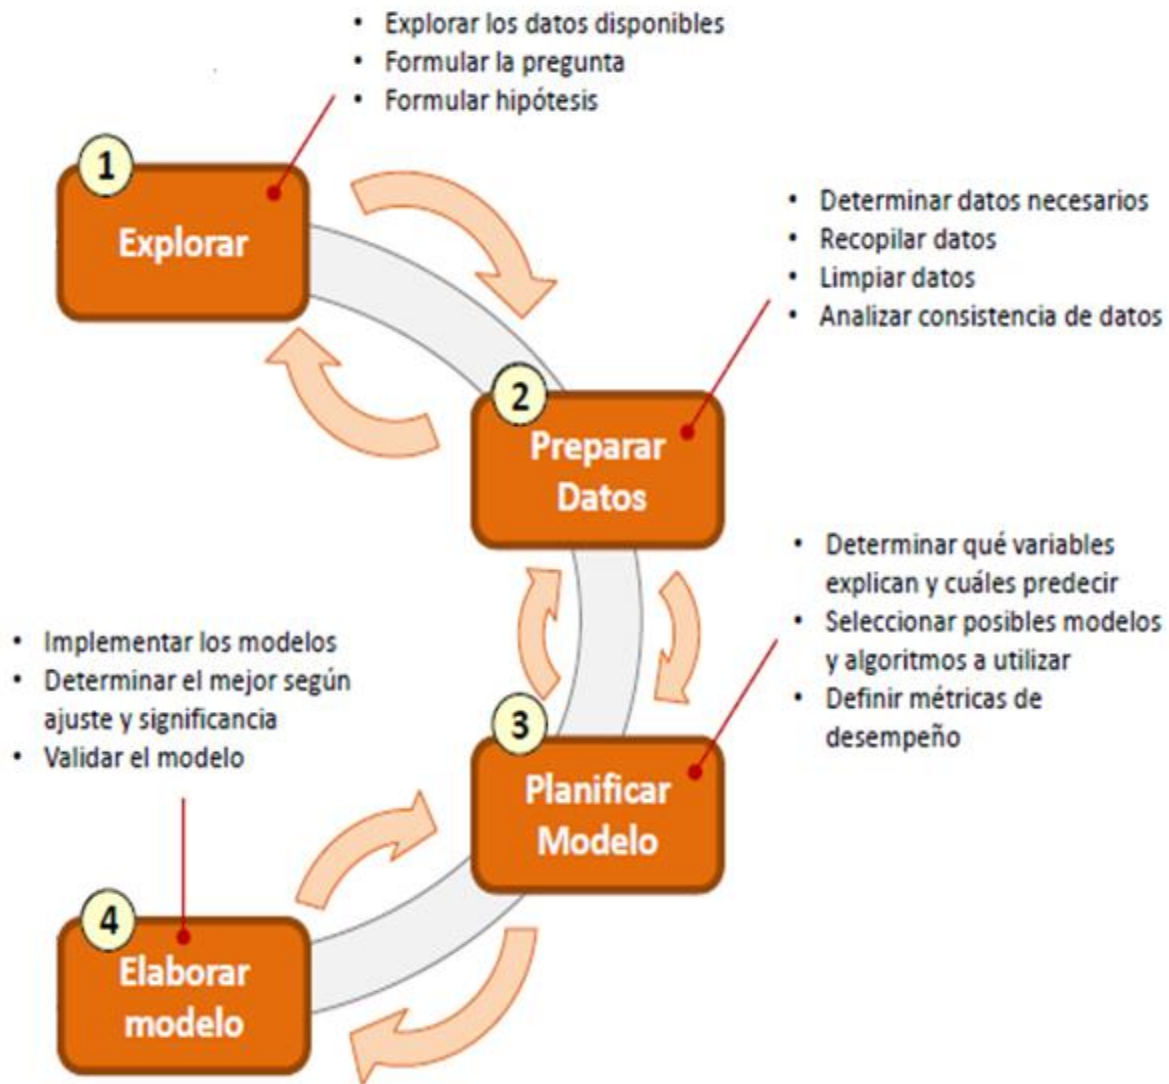 • Explorar los datos disponibles
• Formular la pregunta
• Formular hipótesis
1
Explorar
• Determinar datos necesarios
• Recopilar datos
• Limpiar datos
• Analizar consistencia de datos
2
Preparar
Datos
• Determinar qué variables
explican y cuáles predecir
• Seleccionar posibles modelos
y algoritmos a utilizar
• Definir métricas de
desempeño
3
Planificar
Modelo
• Implementar los modelos
• Determinar el mejor según
ajuste y significancia
• Validar el modelo
4
Elaborar
modelo